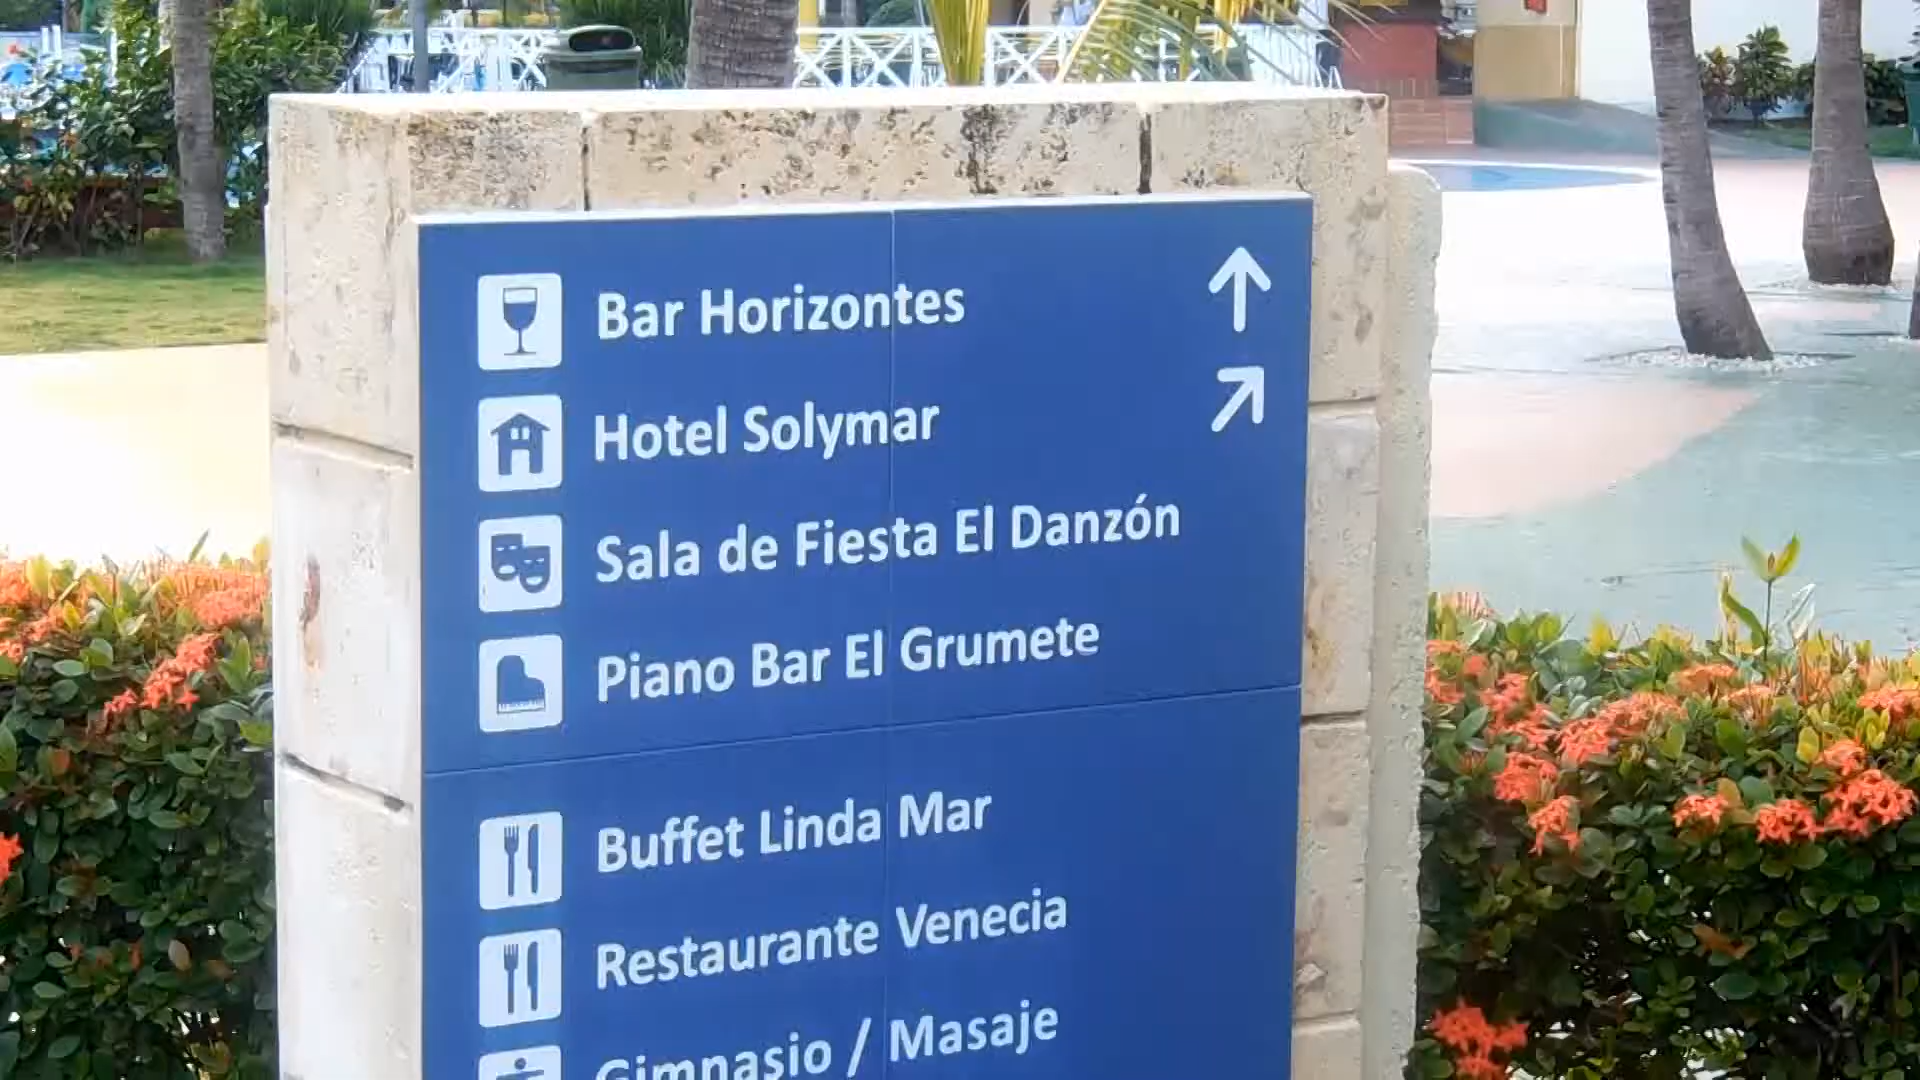 Bar Horizontes
Hotel Solymar
Sala de Fiesta El Danzón
Piano Bar El Grumete
Buffet Linda Mar
Restaurante Venecia
Gimnasio / Masaje